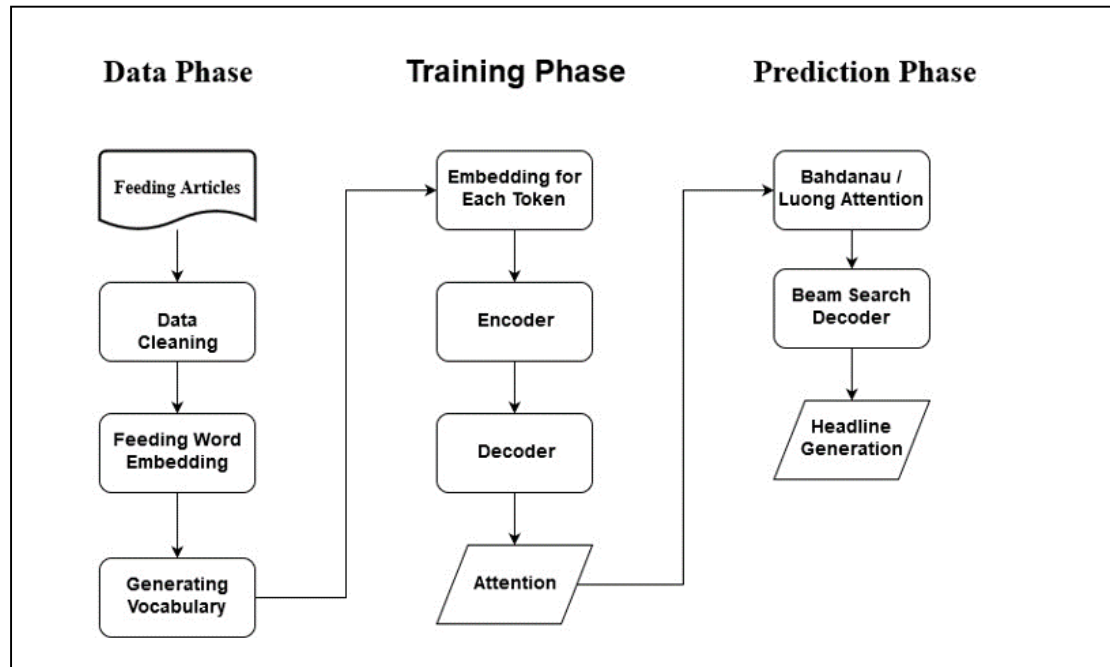 Data Phase
Feeding Articles
Data
Cleaning
Feeding Word
Embedding
Generating
Vocabulary
Training Phase
Embedding for
Each Token
Encoder
Decoder
Attention
Prediction Phase
Bahdanau /
Luong Attention
Beam Search
Decoder
Headline
Generation